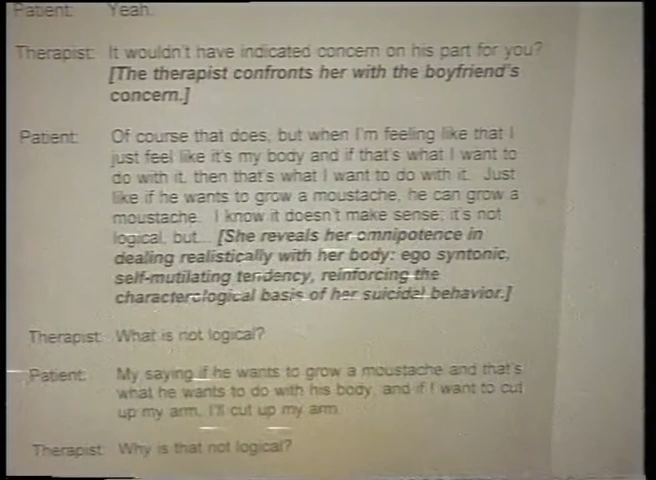 Patient: Yeah.
Therapist: It wouldn't have indicated concern on his part for you?
[The therapist confronts her with the boyfriend's
concern.]
Patient: Of course that does, but when I'm feeling like that I
just feel like it's my body and if that's what I want to
do with it, then that's what I want to do with it. Just
like if he wants to grow a moustache, he can grow a
moustache. I know it doesn't make sense; it's not
logical, but... [She reveals her omnipotence in
dealing realistically with her body: ego syntonic,
self-mutilating tendency, reinforcing the
characterological basis of her suicidal behavior.]
Therapist: What is not logical?
Patient: My saying if he wants to grow a moustache and that's
what he wants to do with his body, and if I want to cut
up my arm, I'll cut up my arm.
Therapist: Why is that not logical?